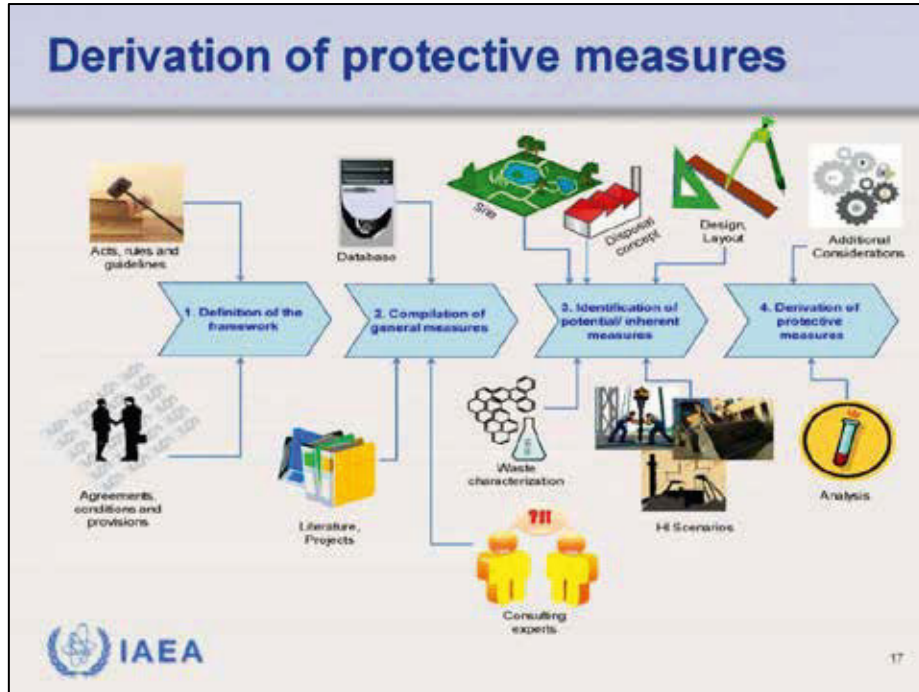 Derivation of protective measures
Acts, rules and
guidelines
Database
Site
Disposal
concept
Design,
Layout
Additional
Considerations
1. Definition of the
framework
2. Compilation of
general measures
3. Identification of
potential/ inherent
measures
4. Derivation of
protective
measures
Agreements,
conditions and
provisions
Literature,
Projects
Waste
characterization
HI Scenarios
Analysis
?!!
Consulting
experts
IAEA
17